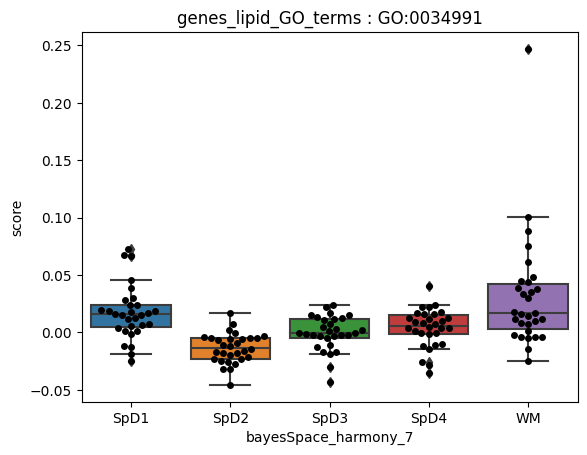 genes_lipid_GO_terms : GO:0034991
0.25
0.20
0.15
0.10
0.05
0.00
−0.05
score
SpD1 SpD2 SpD3 SpD4 WM
bayesSpace_harmony_7